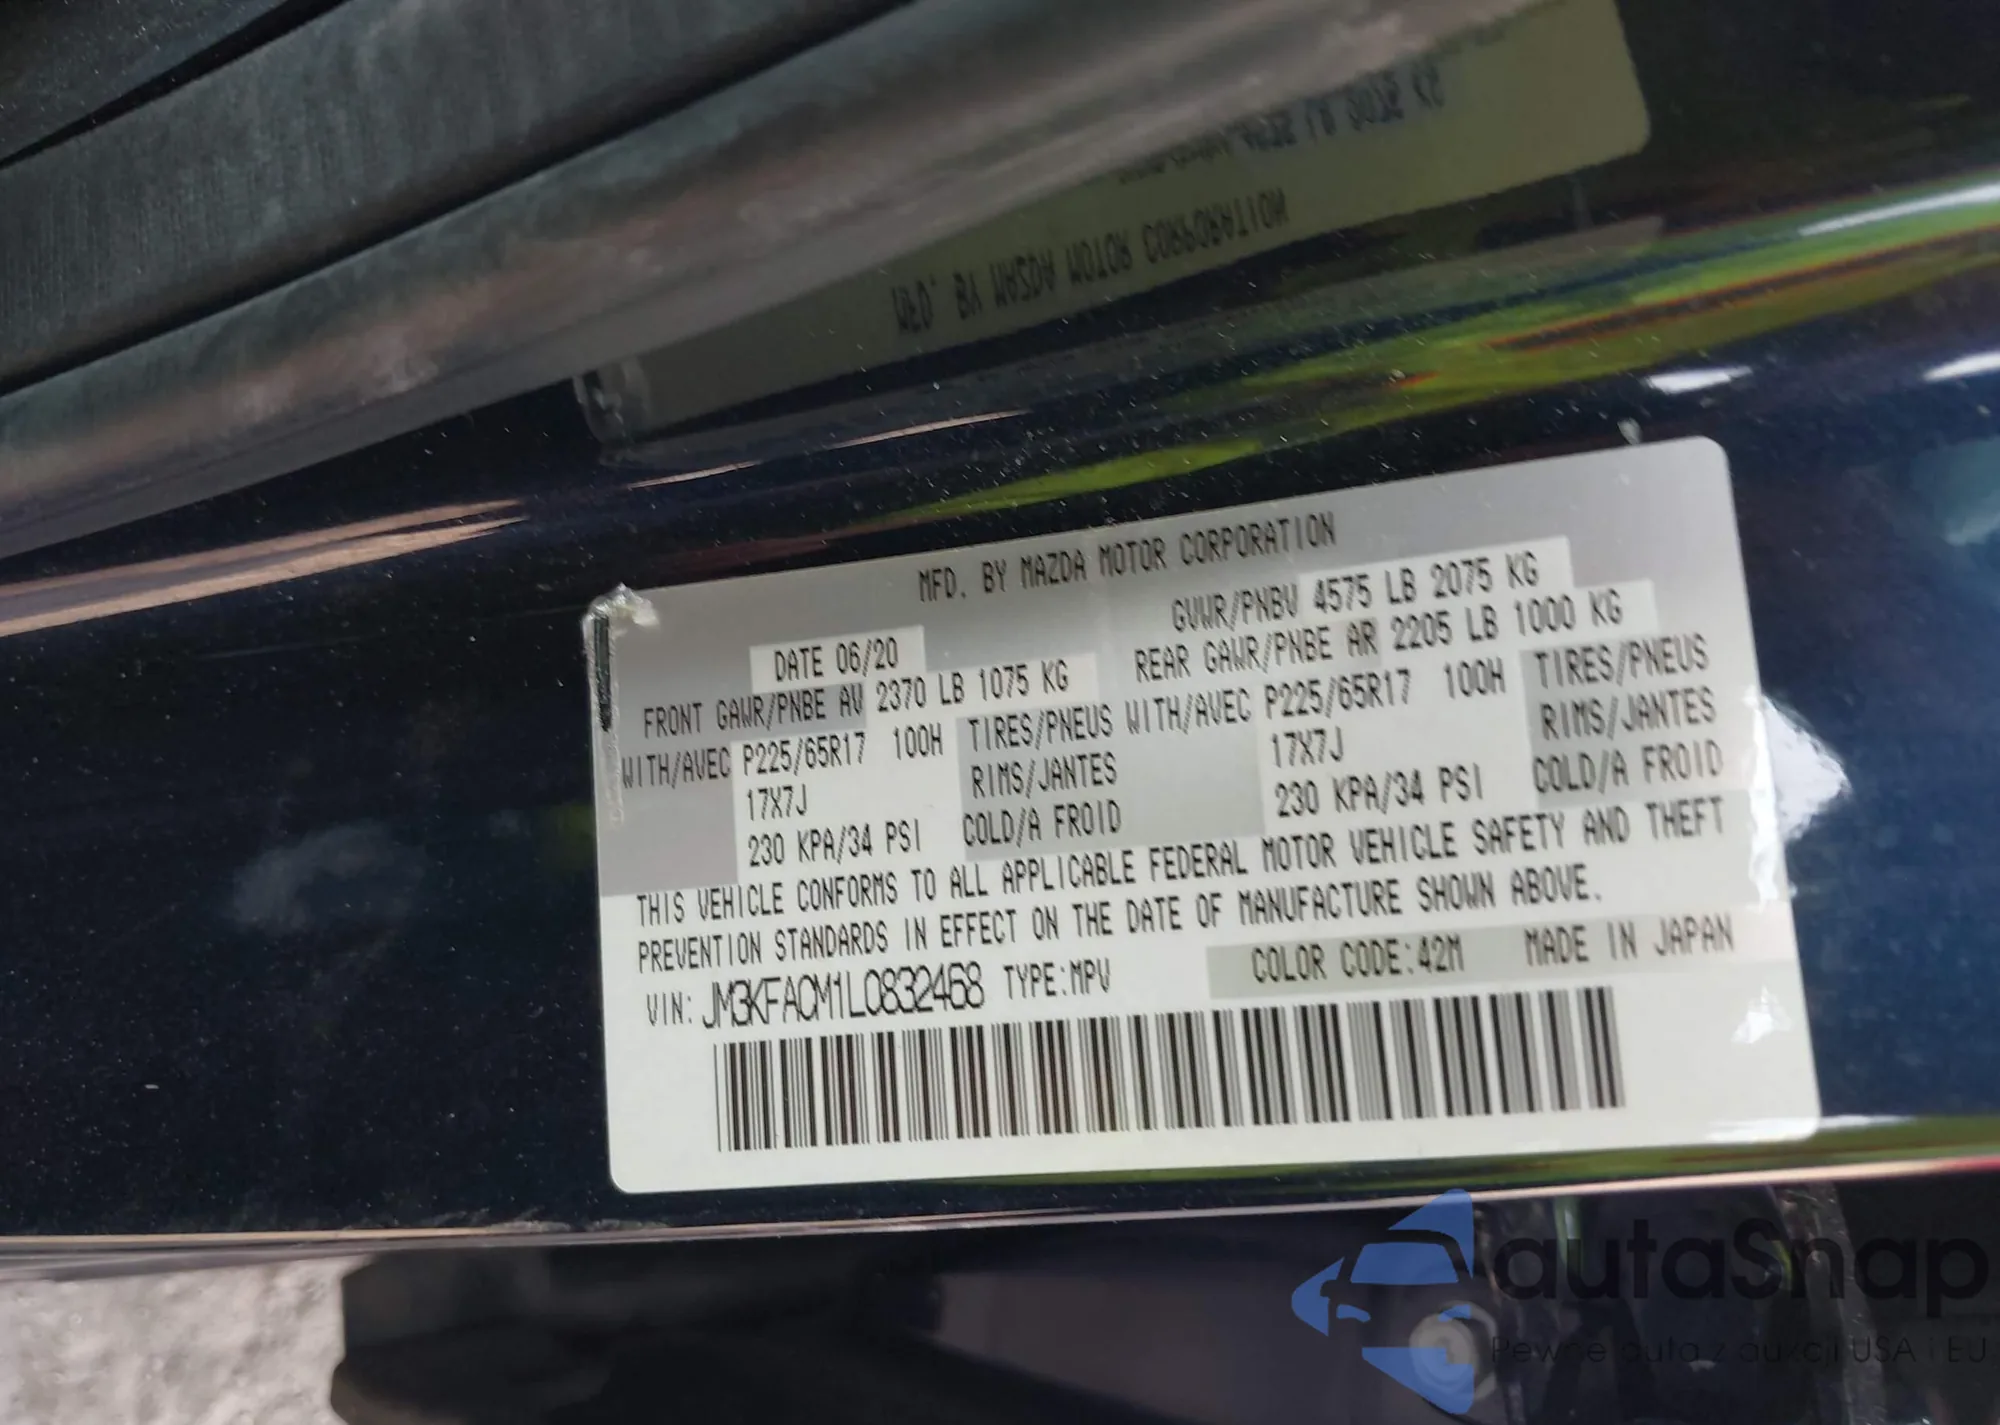 MFD. BY MAZDA MOTOR CORPORATION
DATE 06/20
GVWR/PNBV 4575 LB 2075 KG
FRONT GAWR/PNBE AV 2370 LB 1075 KG
REAR GAWR/PNBE AR 2205 LB 1000 KG
WITH/AVEC P225/65R17 100H TIRES/PNEUS WITH/AVEC P225/65R17 100H TIRES/PNEUS
17X7J RIMS/JANTES 17X7J RIMS/JANTES
230 KPA/34 PSI COLD/A FROID 230 KPA/34 PSI COLD/A FROID
THIS VEHICLE CONFORMS TO ALL APPLICABLE FEDERAL MOTOR VEHICLE SAFETY AND THEFT
PREVENTION STANDARDS IN EFFECT ON THE DATE OF MANUFACTURE SHOWN ABOVE.
VIN: JM3KFACM1L0832468 TYPE:MPV COLOR CODE:42M MADE IN JAPAN
autaSnap
Pewne auta z aukcji USA i EU